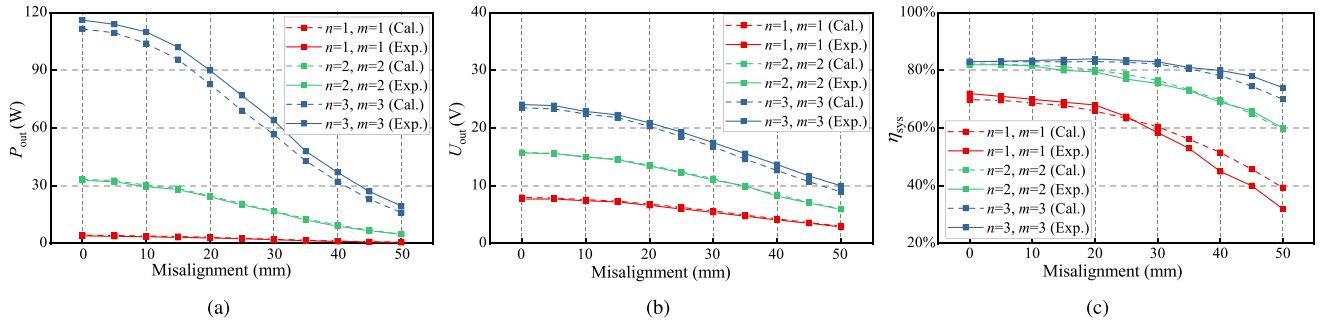 120
90
60
30
0
P_out (W)
n=1, m=1 (Cal.)
n=1, m=1 (Exp.)
n=2, m=2 (Cal.)
n=2, m=2 (Exp.)
n=3, m=3 (Cal.)
n=3, m=3 (Exp.)
0 10 20 30 40 50
Misalignment (mm)
(a)
40
30
20
10
0
U_out (V)
n=1, m=1 (Cal.)
n=1, m=1 (Exp.)
n=2, m=2 (Cal.)
n=2, m=2 (Exp.)
n=3, m=3 (Cal.)
n=3, m=3 (Exp.)
0 10 20 30 40 50
Misalignment (mm)
(b)
100%
80%
60%
40%
20%
η_sys
n=1, m=1 (Cal.)
n=1, m=1 (Exp.)
n=2, m=2 (Cal.)
n=2, m=2 (Exp.)
n=3, m=3 (Cal.)
n=3, m=3 (Exp.)
0 10 20 30 40 50
Misalignment (mm)
(c)